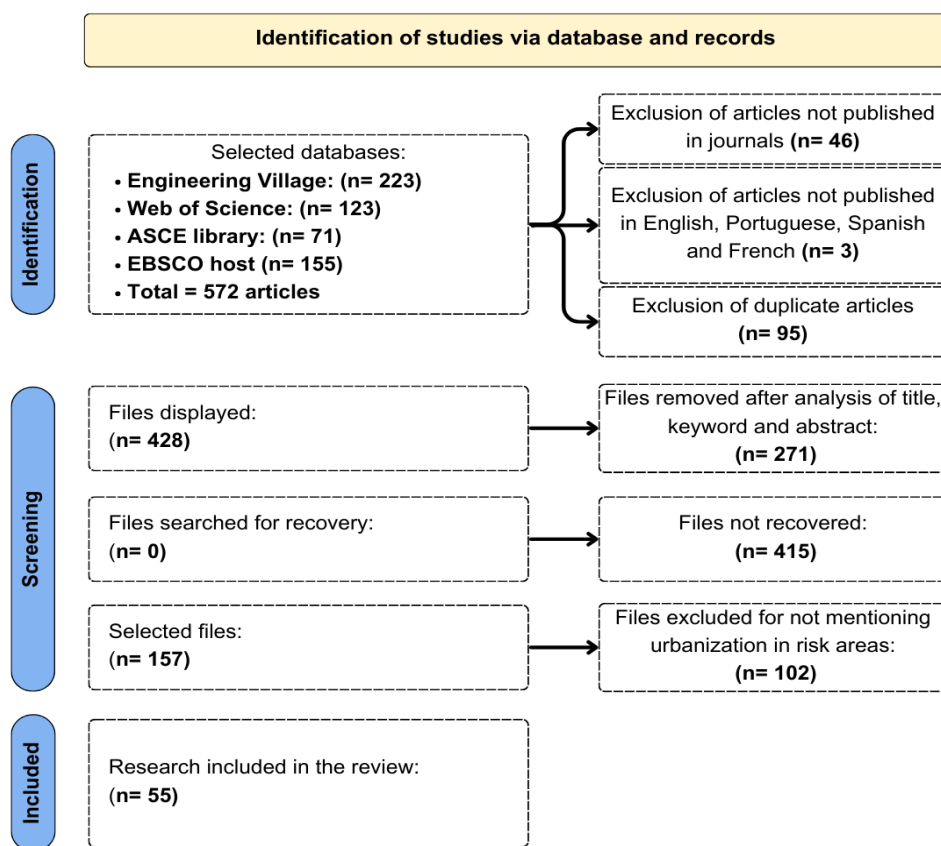 Identification of studies via database and records
Identification
Selected databases:
• Engineering Village: (n= 223)
• Web of Science: (n= 123)
• ASCE library: (n= 71)
• EBSCO host (n= 155)
• Total = 572 articles
Exclusion of articles not published
in journals (n= 46)
Exclusion of articles not published
in English, Portuguese, Spanish
and French (n= 3)
Exclusion of duplicate articles
(n= 95)
Screening
Files displayed:
(n= 428)
Files removed after analysis of title,
keyword and abstract:
(n= 271)
Files searched for recovery:
(n= 0)
Files not recovered:
(n= 415)
Selected files:
(n= 157)
Files excluded for not mentioning
urbanization in risk areas:
(n= 102)
Included
Research included in the review:
(n= 55)